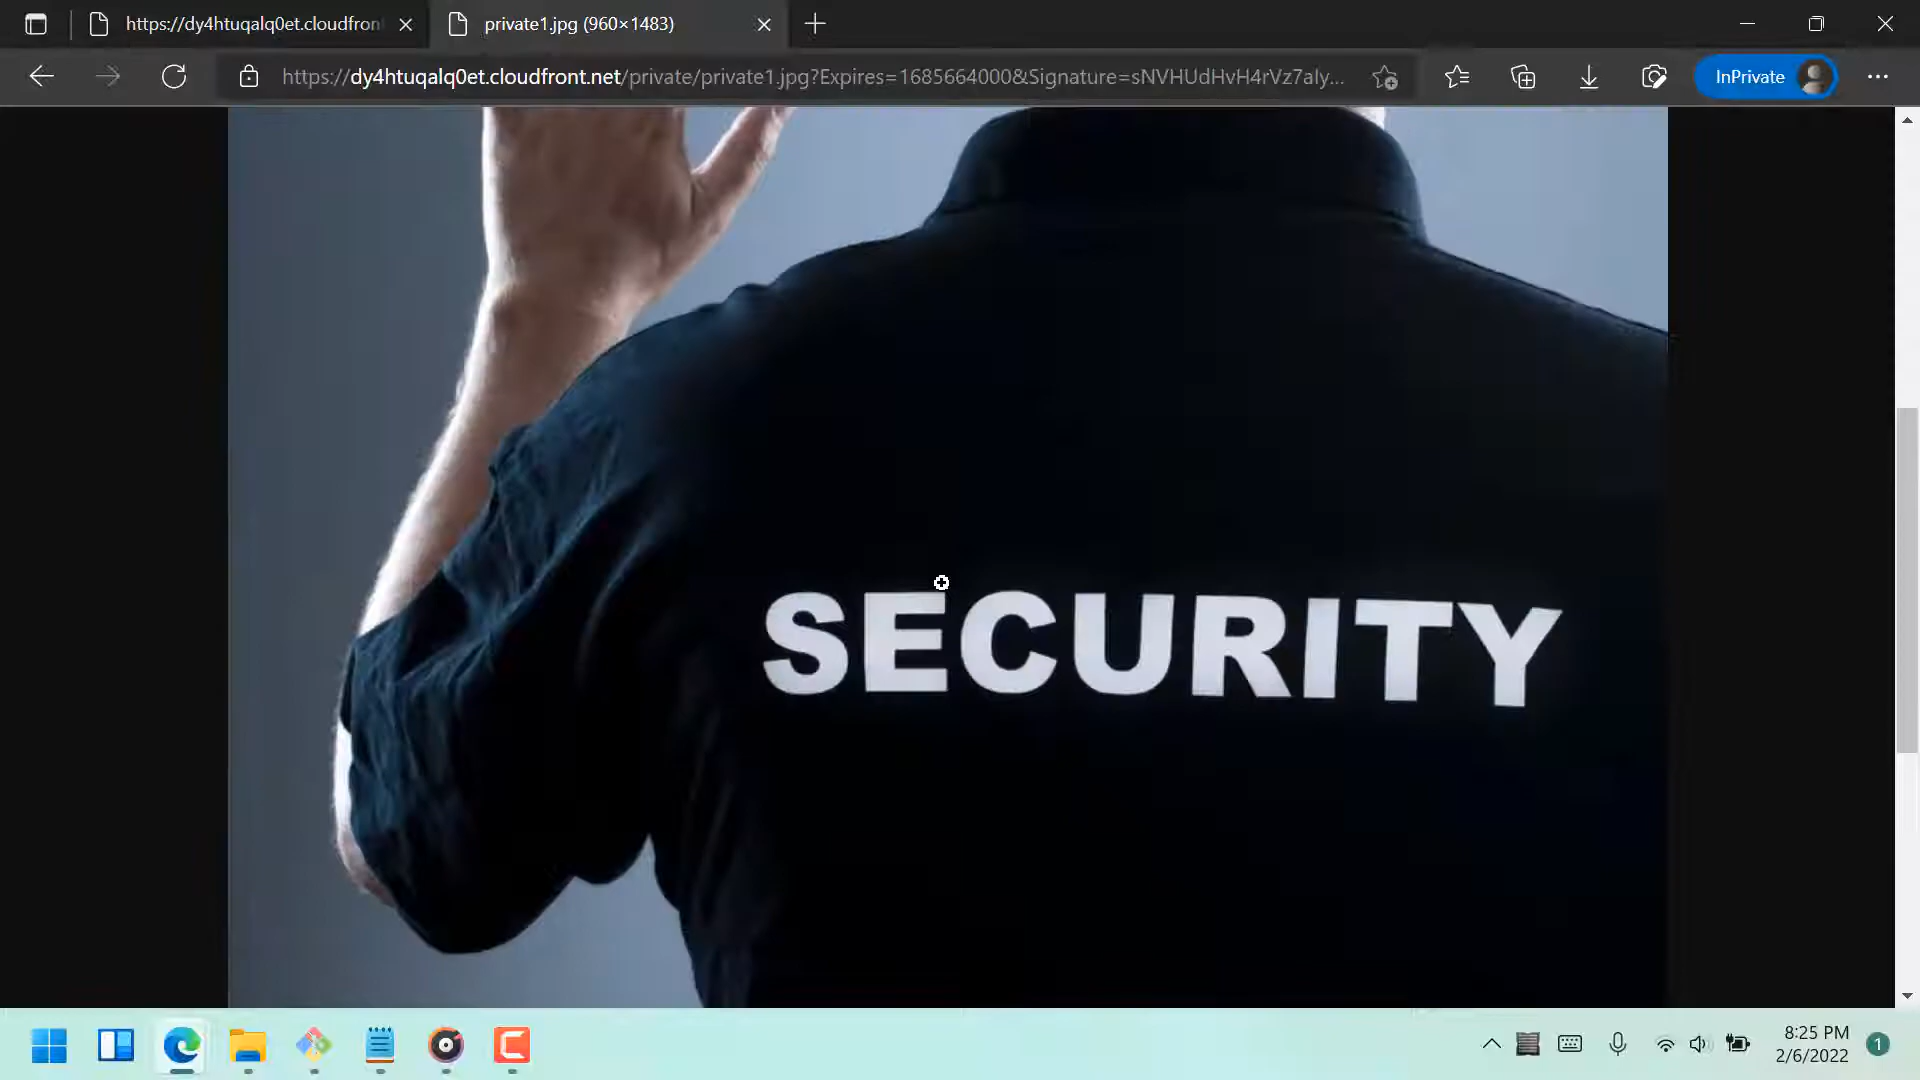 https://dy4htuqalq0et.cloudfron
private1.jpg (960×1483)
https://dy4htuqalq0et.cloudfront.net/private/private1.jpg?Expires=1685664000&Signature=sNVHUdHvH4rVz7aly...
InPrivate
SECURITY
8:25 PM
2/6/2022
1